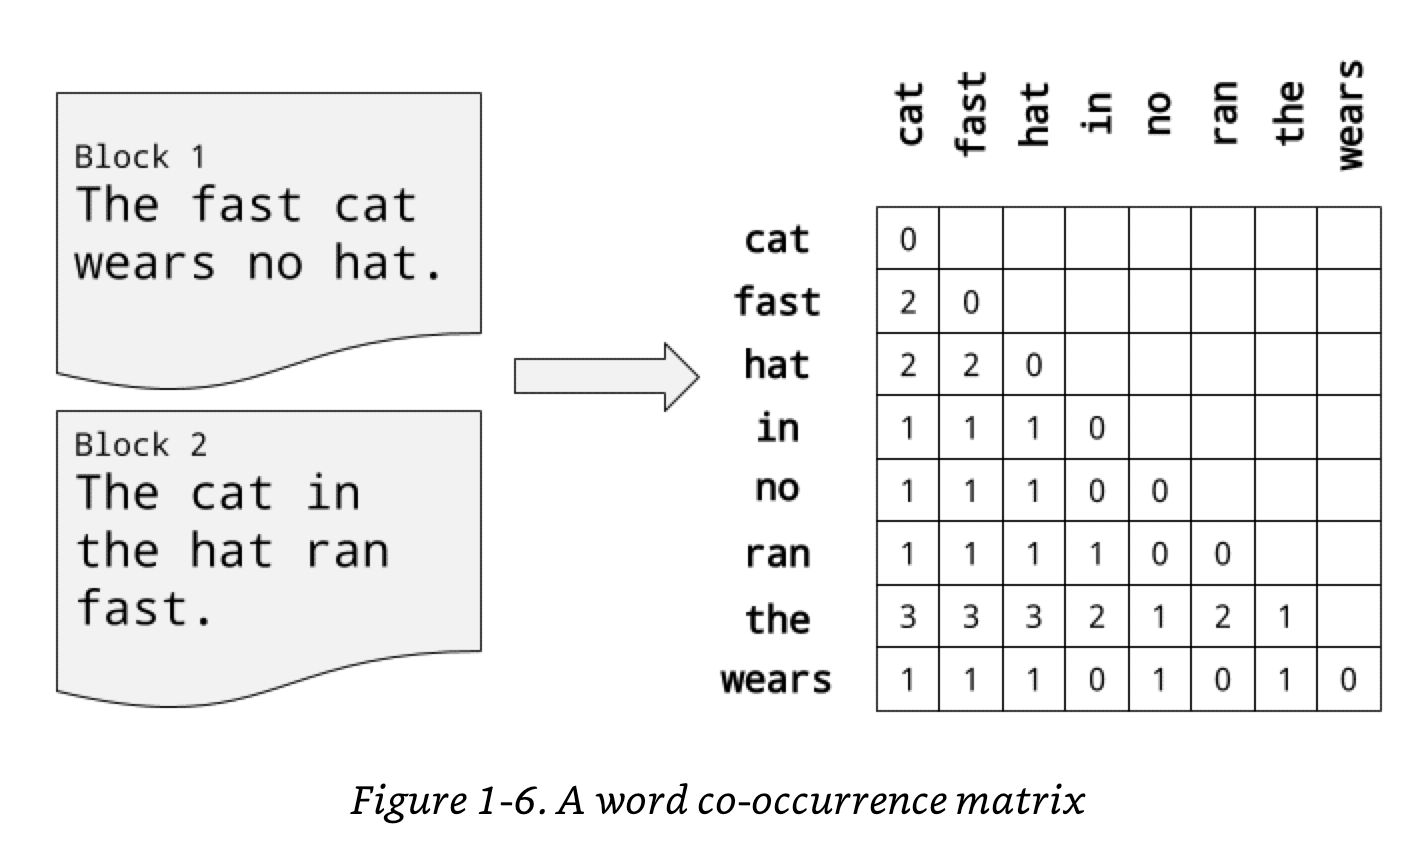 Block 1
The fast cat
wears no hat.
Block 2
The cat in
the hat ran
fast.
cat fast hat in no ran the wears
cat 0
fast 2 0
hat 2 2 0
in 1 1 1 0
no 1 1 1 0 0
ran 1 1 1 1 0 0
the 3 3 3 2 1 2 1
wears 1 1 1 0 1 0 1 0
Figure 1-6. A word co-occurrence matrix